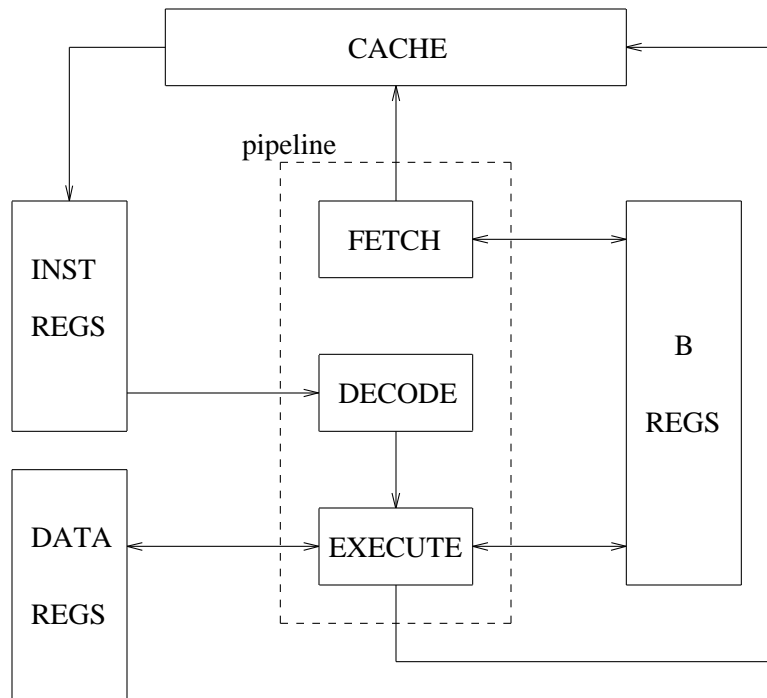 CACHE
pipeline
FETCH
INST
REGS
B
REGS
DECODE
DATA
REGS
EXECUTE